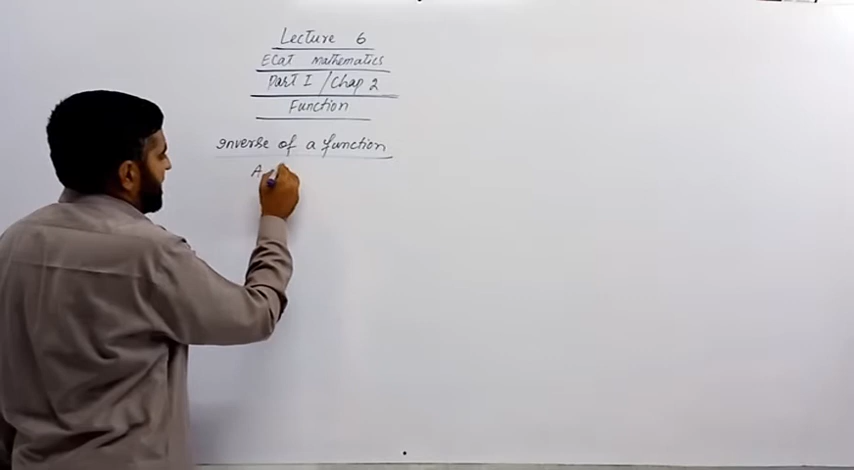 Lecture 6
ECat mathematics
Part I / Chap 2
Function
inverse of a function
A